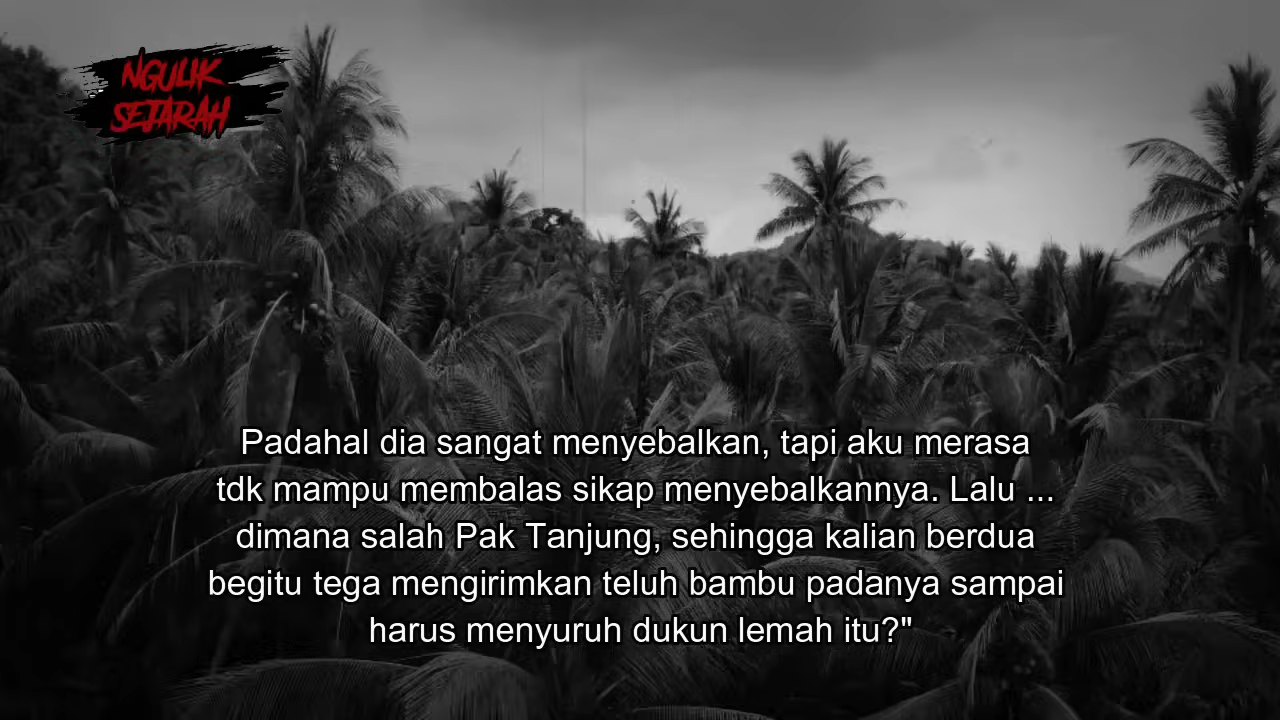 NGULIK
SEJARAH
Padahal dia sangat menyebalkan, tapi aku merasa
tdk mampu membalas sikap menyebalkannya. Lalu ...
dimana salah Pak Tanjung, sehingga kalian berdua
begitu tega mengirimkan teluh bambu padanya sampai
harus menyuruh dukun lemah itu?"